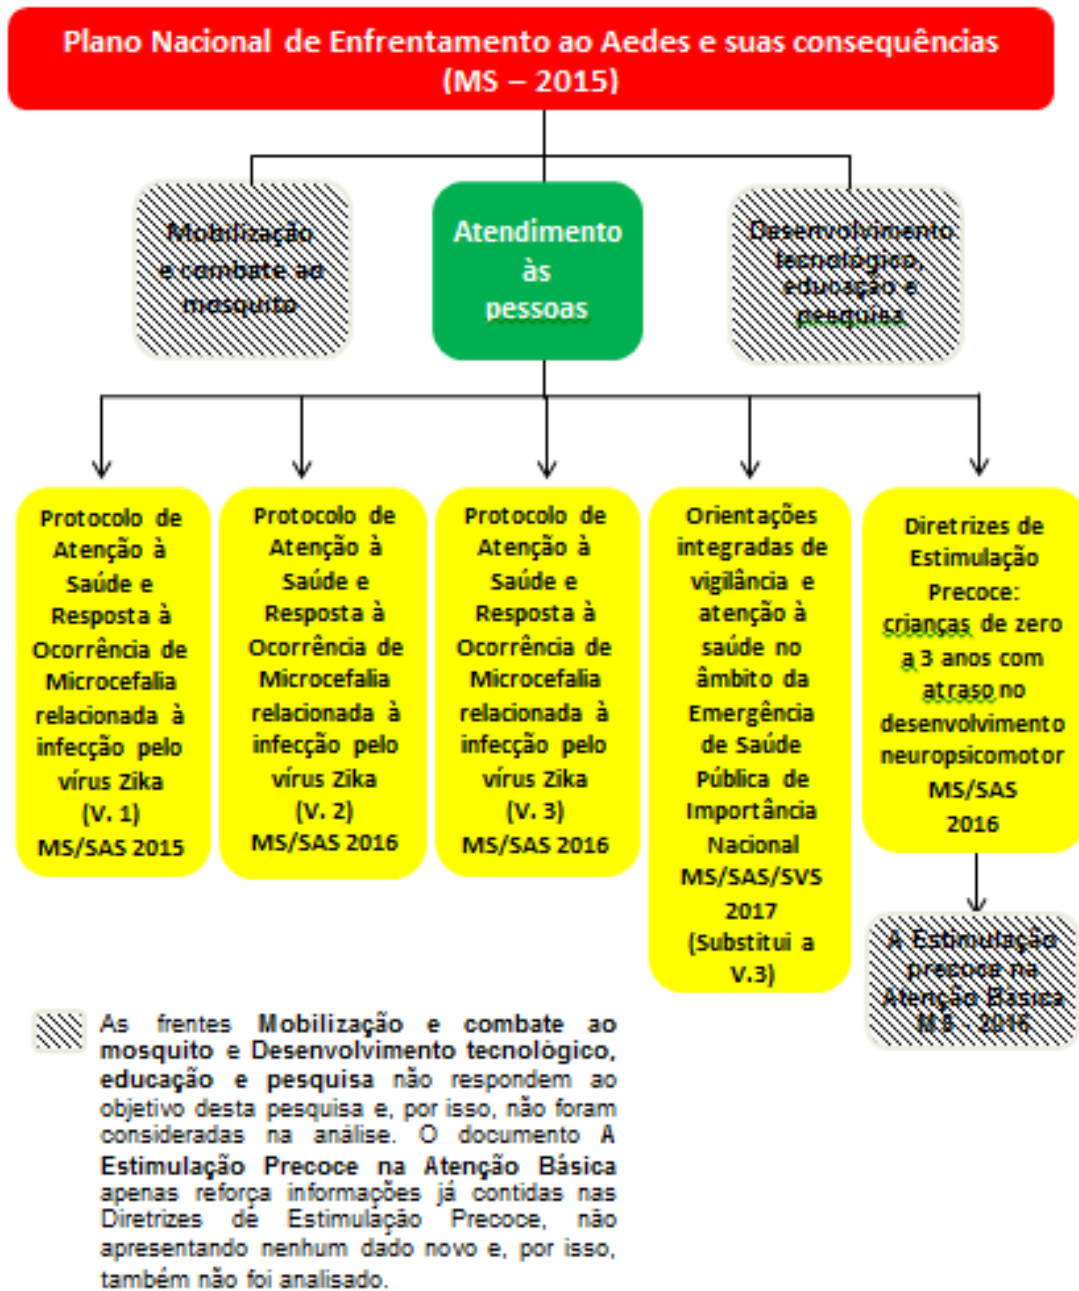 Plano Nacional de Enfrentamento ao Aedes e suas consequências
(MS – 2015)
Mobilização
e combate ao
mosquito
Atendimento
às
pessoas
Desenvolvimento
tecnológico,
educação e
pesquisa
Protocolo de
Atenção à
Saúde e
Resposta à
Ocorrência de
Microcefalia
relacionada à
infecção pelo
vírus Zika
(V. 1)
MS/SAS 2015
Protocolo de
Atenção à
Saúde e
Resposta à
Ocorrência de
Microcefalia
relacionada à
infecção pelo
vírus Zika
(V. 2)
MS/SAS 2016
Protocolo de
Atenção à
Saúde e
Resposta à
Ocorrência de
Microcefalia
relacionada à
infecção pelo
vírus Zika
(V. 3)
MS/SAS 2016
Orientações
integradas de
vigilância e
atenção à
saúde no
âmbito da
Emergência
de Saúde
Pública de
Importância
Nacional
MS/SAS/SVS
2017
(Substitui a
V.3)
Diretrizes de
Estimulação
Precoce:
crianças de zero
a 3 anos com
atraso no
desenvolvimento
neuropsicomotor
MS/SAS
2016
A Estimulação
precoce na
Atenção Básica
MS - 2016
As frentes Mobilização e combate ao
mosquito e Desenvolvimento tecnológico,
educação e pesquisa não respondem ao
objetivo desta pesquisa e, por isso, não foram
consideradas na análise. O documento A
Estimulação Precoce na Atenção Básica
apenas reforça informações já contidas nas
Diretrizes de Estimulação Precoce, não
apresentando nenhum dado novo e, por isso,
também não foi analisado.